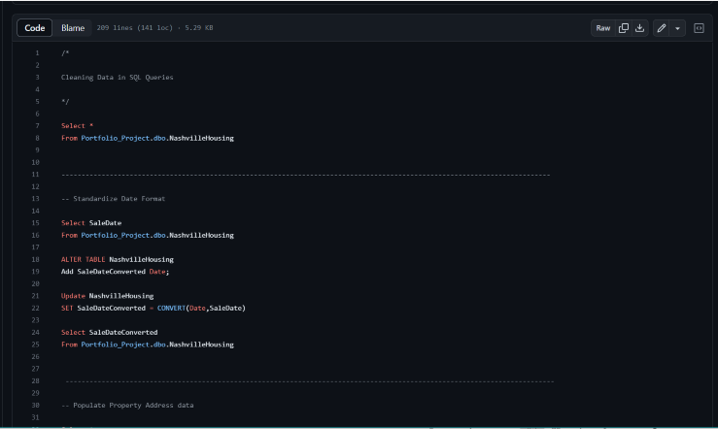 Code Blame 209 lines (141 loc) · 5.29 KB Raw
1 /*
2
3 Cleaning Data in SQL Queries
4
5 */
6
7 Select *
8 From Portfolio_Project.dbo.NashvilleHousing
9
10
11 --------------------------------------------------------------------------------------------------------------------------
12
13 -- Standardize Date Format
14
15 Select SaleDate
16 From Portfolio_Project.dbo.NashvilleHousing
17
18 ALTER TABLE NashvilleHousing
19 Add SaleDateConverted Date;
20
21 Update NashvilleHousing
22 SET SaleDateConverted = CONVERT(Date,SaleDate)
23
24 Select SaleDateConverted
25 From Portfolio_Project.dbo.NashvilleHousing
26
27
28 --------------------------------------------------------------------------------------------------------------------------
29
30 -- Populate Property Address data
31